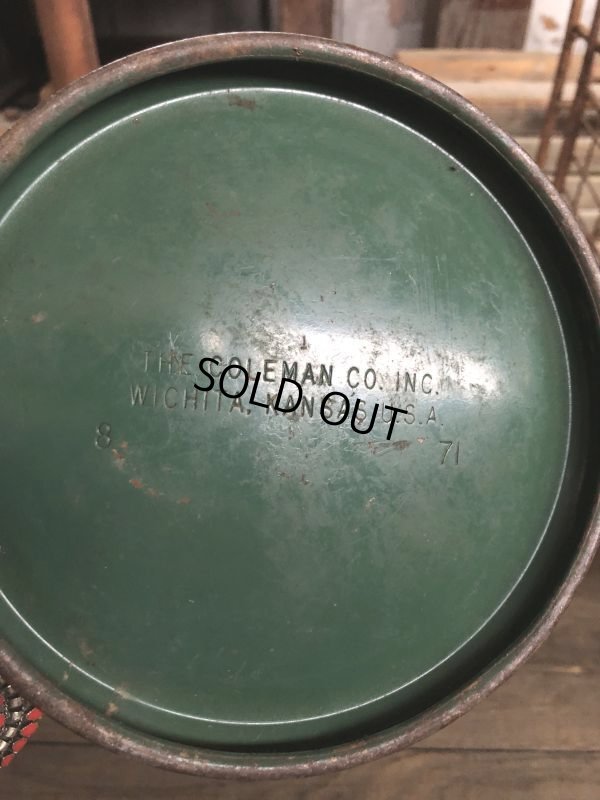 THE COLEMAN CO. INC.
WICHITA, KANSAS, U.S.A.
8 71
SOLD OUT